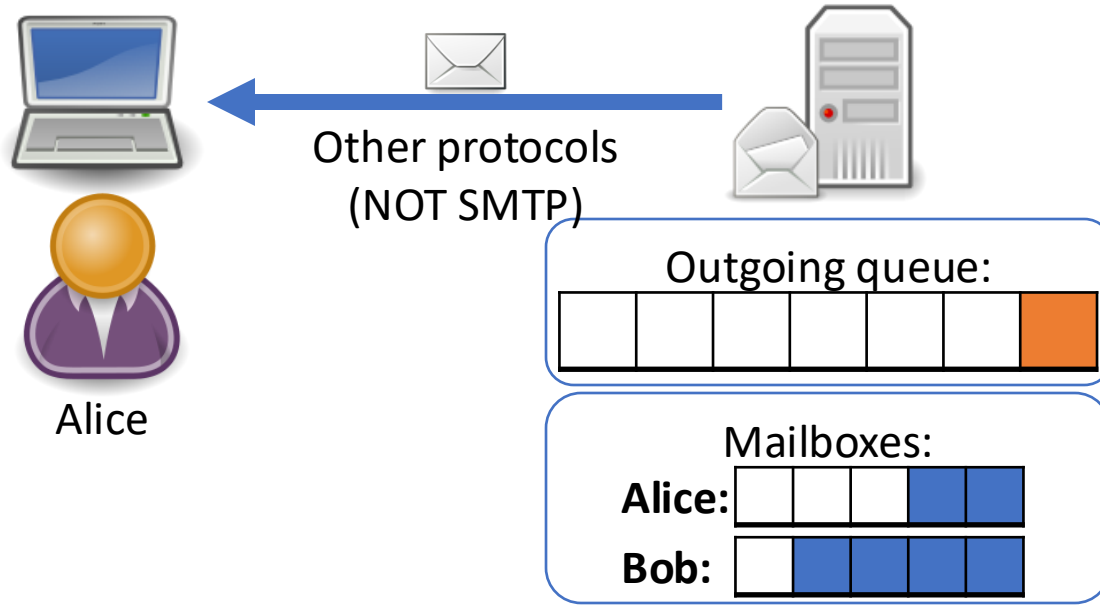 Other protocols
(NOT SMTP)
Outgoing queue:
Alice
Mailboxes:
Alice:
Bob: